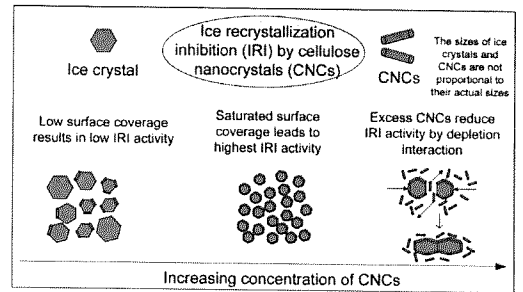 Ice recrystallization
inhibition (IRI) by cellulose
nanocrystals (CNCs)
Ice crystal
CNCs
The sizes of ice
crystals and
CNCs are not
proportional to
their actual sizes
Low surface coverage
results in low IRI activity
Saturated surface
coverage leads to
highest IRI activity
Excess CNCs reduce
IRI activity by depletion
interaction
Increasing concentration of CNCs